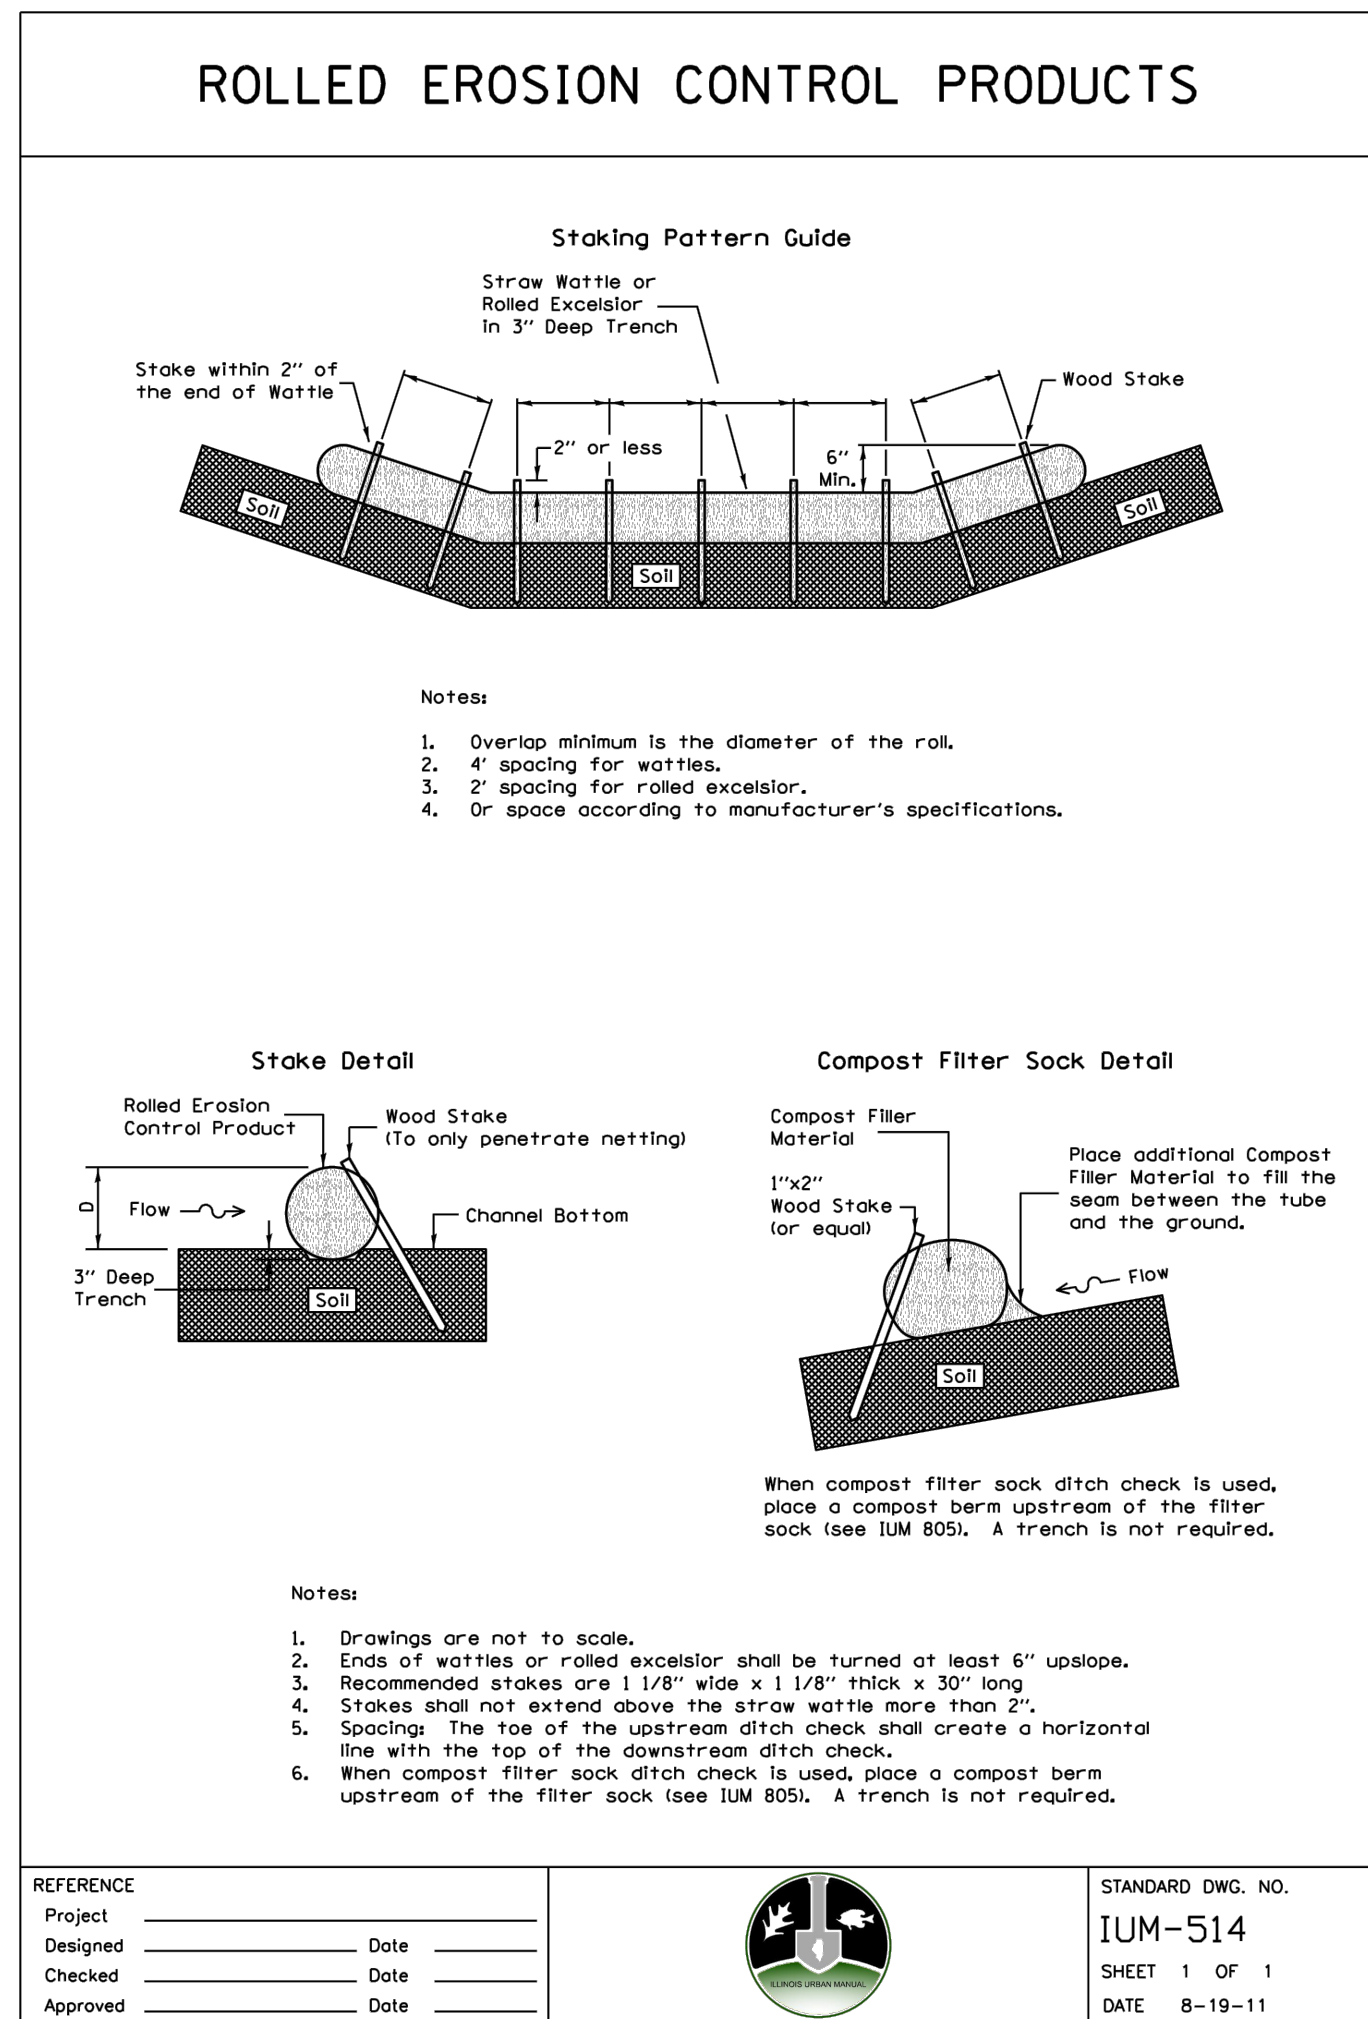 ROLLED EROSION CONTROL PRODUCTS
Staking Pattern Guide
Straw Wattle or
Rolled Excelsior
in 3" Deep Trench
Stake within 2" of
the end of Wattle
Wood Stake
2" or less
6"
Min.
Soil
Soil
Soil
Notes:
1. Overlap minimum is the diameter of the roll.
2. 4' spacing for wattles.
3. 2' spacing for rolled excelsior.
4. Or space according to manufacturer's specifications.
Stake Detail
Rolled Erosion
Control Product
Wood Stake
(To only penetrate netting)
D
Flow
Channel Bottom
3" Deep
Trench
Soil
Compost Filter Sock Detail
Compost Filler
Material
1"x2"
Wood Stake
(or equal)
Place additional Compost
Filler Material to fill the
seam between the tube
and the ground.
Flow
Soil
When compost filter sock ditch check is used,
place a compost berm upstream of the filter
sock (see IUM 805). A trench is not required.
Notes:
1. Drawings are not to scale.
2. Ends of wattles or rolled excelsior shall be turned at least 6" upslope.
3. Recommended stakes are 1 1/8" wide x 1 1/8" thick x 30" long
4. Stakes shall not extend above the straw wattle more than 2".
5. Spacing: The toe of the upstream ditch check shall create a horizontal
line with the top of the downstream ditch check.
6. When compost filter sock ditch check is used, place a compost berm
upstream of the filter sock (see IUM 805). A trench is not required.
REFERENCE
Project
Designed Date
Checked Date
Approved Date
ILLINOIS URBAN MANUAL
STANDARD DWG. NO.
IUM-514
SHEET 1 OF 1
DATE 8-19-11